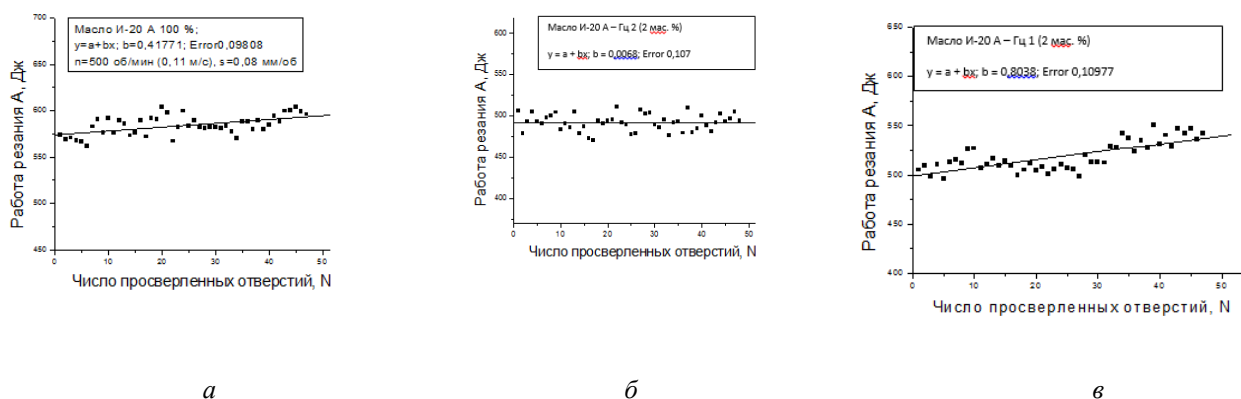 Масло И-20 А 100 %;
y=a+bx; b=0,41771; Error0,09808
n=500 об/мин (0,11 м/с), s=0,08 мм/об
Работа резания А, Дж
700
650
600
550
500
450
0 10 20 30 40 50
Число просверленных отверстий, N
а
Масло И-20 А – Гц 2 (2 мас. %)
y = a + bx; b = 0,0068; Error 0,107
Работа резания А, Дж
600
550
500
450
400
0 10 20 30 40 50
Число просверленных отверстий, N
б
Масло И-20 А – Гц 1 (2 мас. %)
y = a + bx; b = 0,8038; Error 0,10977
Работа резания А, Дж
650
600
550
500
450
400
0 10 20 30 40 50
Число просверленных отверстий, N
в